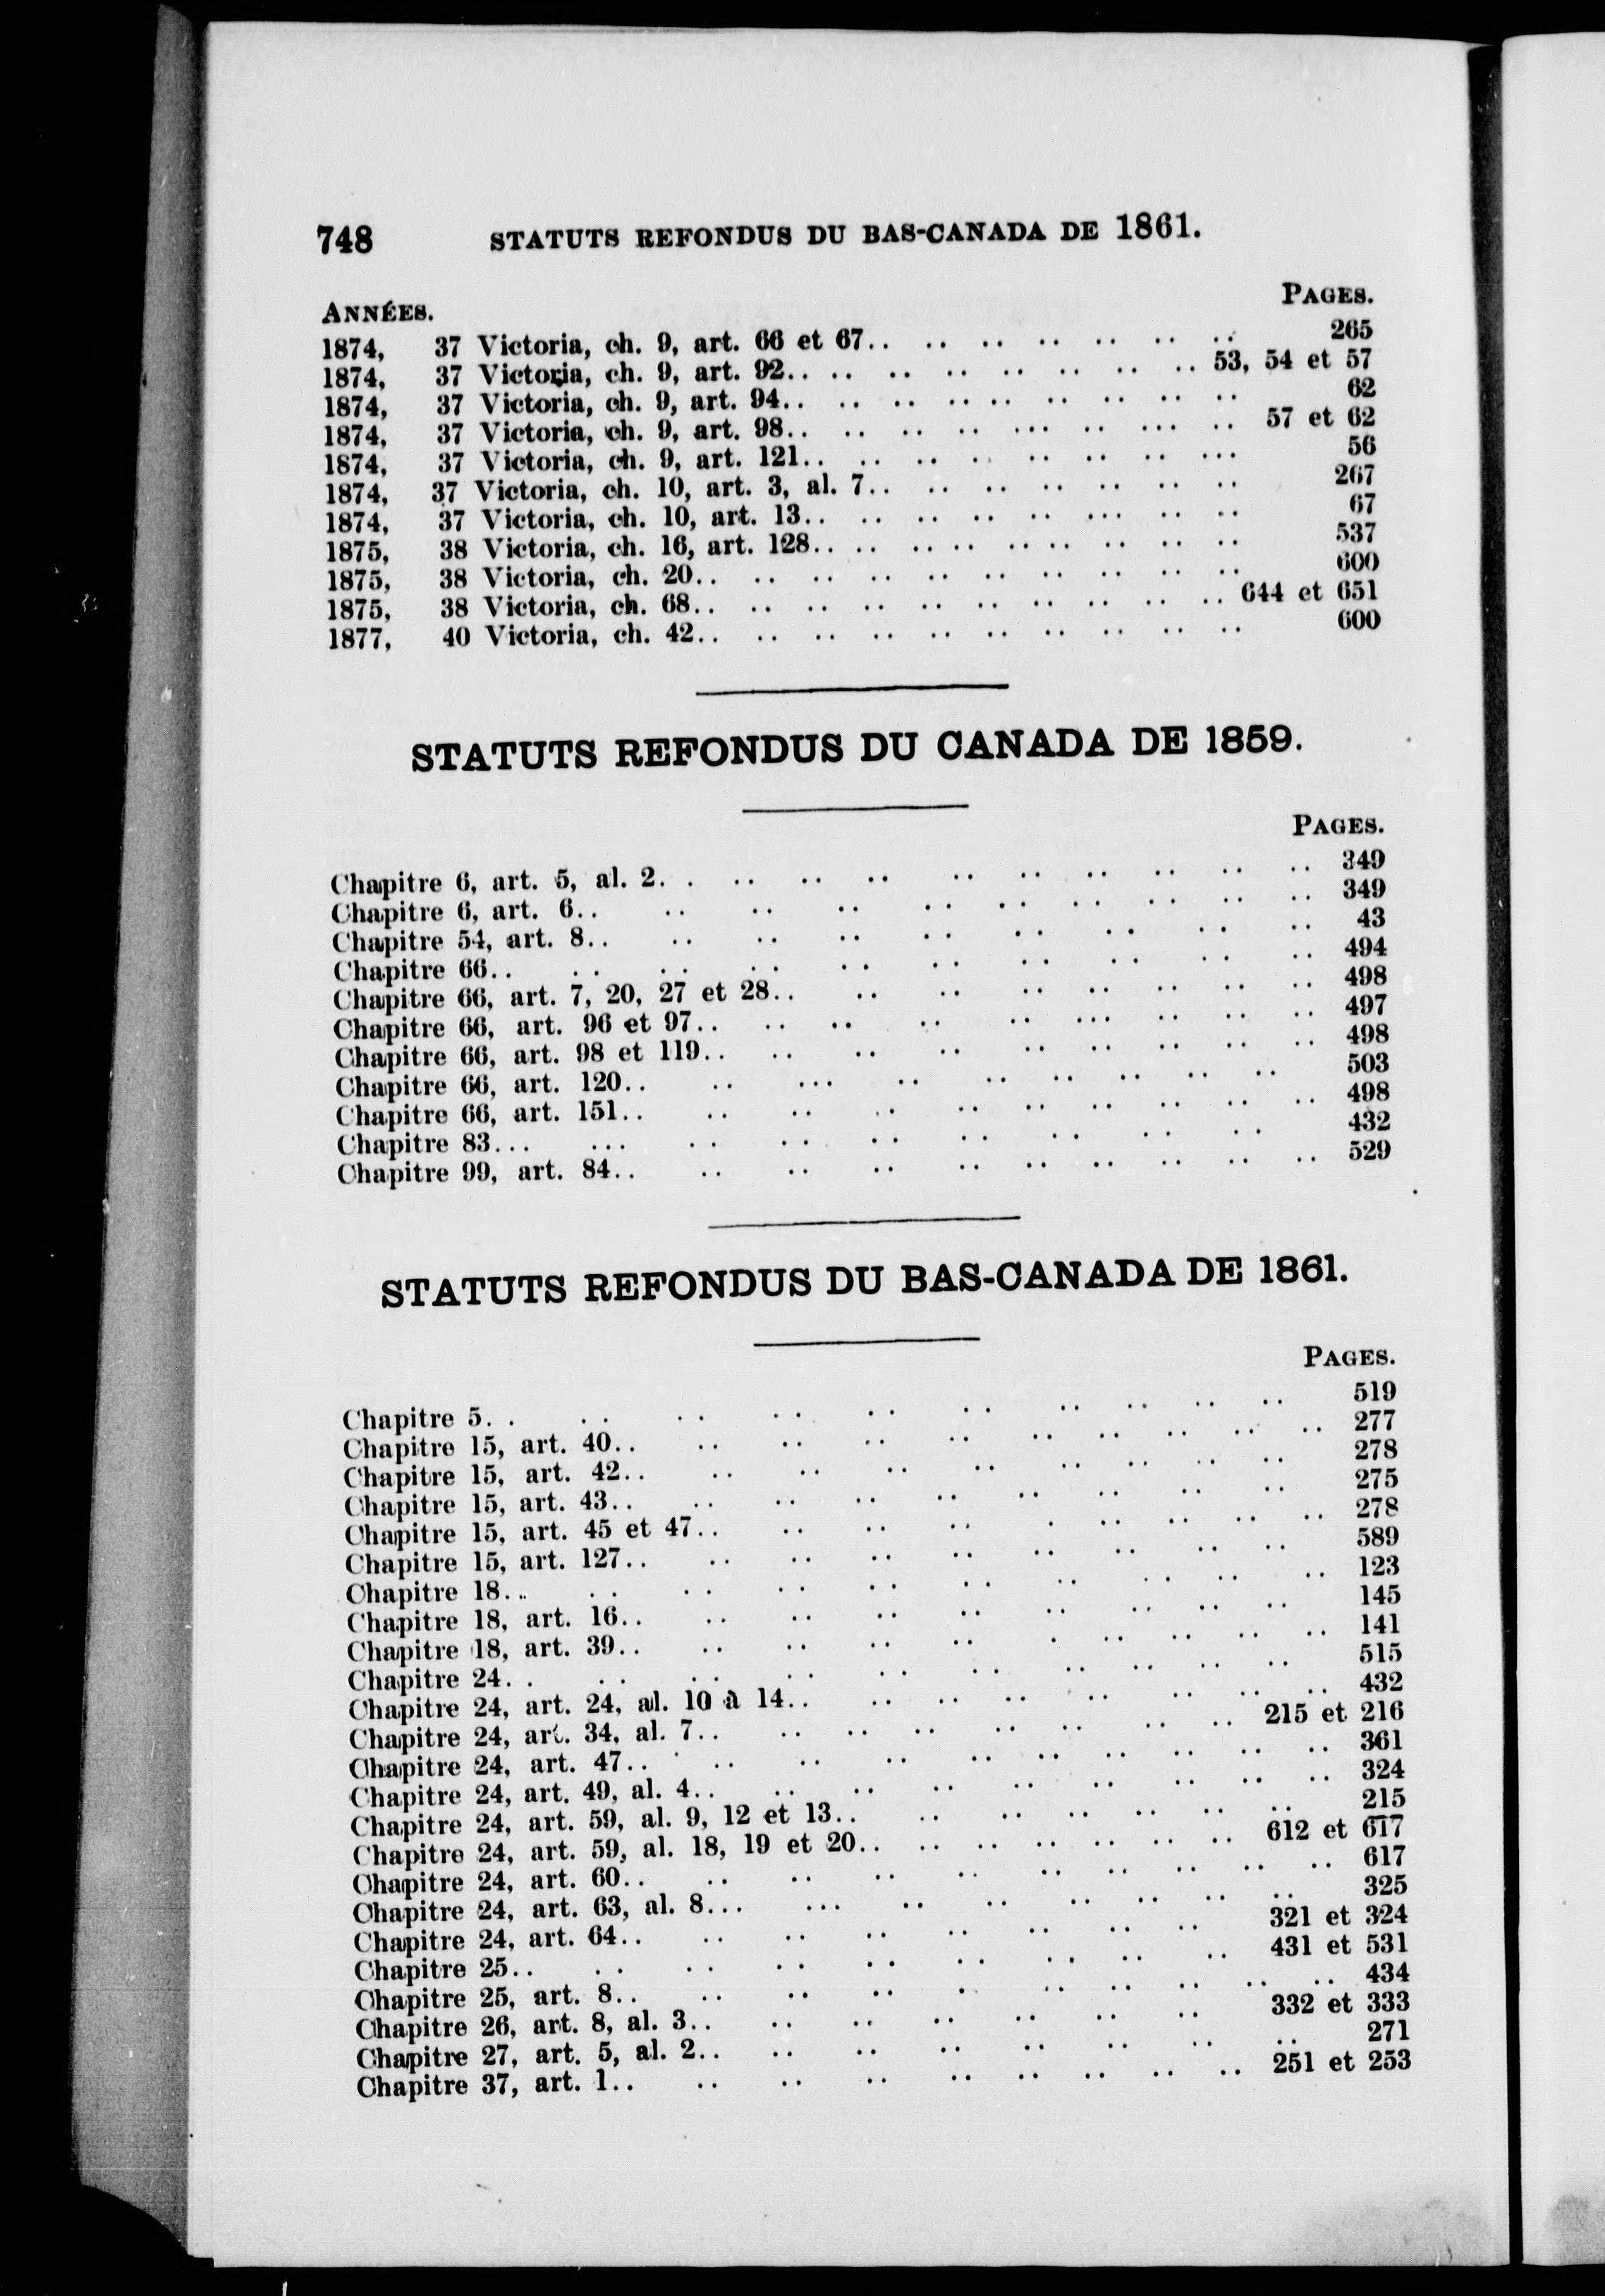 748 STATUTS REFONDUS DU BAS-CANADA DE 1861.
ANNÉES. PAGES.
1874, 37 Victoria, ch. 9, art. 66 et 67.. .. .. .. .. .. .. 265
1874, 37 Victoria, ch. 9, art. 92.. .. .. .. .. .. .. .. 53, 54 et 57
1874, 37 Victoria, ch. 9, art. 94.. .. .. .. .. .. .. .. .. 62
1874, 37 Victoria, ch. 9, art. 98.. .. .. .. ... .. ... .. 57 et 62
1874, 37 Victoria, ch. 9, art. 121.. .. .. . .. .. .. ... 56
1874, 37 Victoria, ch. 10, art. 3, al. 7.. .. .. .. .. .. .. 267
1874, 37 Victoria, ch. 10, art. 13.. .. .. .. .. ... .. .. 67
1875, 38 Victoria, ch. 16, art. 128.. .. .. .. .. .. .. .. .. 537
1875, 38 Victoria, ch. 20.. .. .. .. .. .. .. .. .. .. 600
1875, 38 Victoria, ch. 68.. .. .. .. .. .. .. .. .. .. 644 et 651
1877, 40 Victoria, ch. 42.. .. .. .. .. .. .. .. .. .. 600
STATUTS REFONDUS DU CANADA DE 1859.
PAGES.
Chapitre 6, art. 5, al. 2. . .. .. .. .. .. .. .. .. .. 349
Chapitre 6, art. 6.. .. .. .. .. .. .. .. .. .. 349
Chapitre 54, art. 8.. .. .. .. .. .. .. .. .. 43
Chapitre 66.. .. .. .. .. .. .. .. .. .. 494
Chapitre 66, art. 7, 20, 27 et 28.. .. .. .. .. .. .. .. 498
Chapitre 66, art. 96 et 97.. .. .. .. .. ... .. .. .. 497
Chapitre 66, art. 98 et 119.. .. .. .. .. .. .. .. .. 498
Chapitre 66, art. 120.. .. ... .. .. .. .. .. .. 503
Chapitre 66, art. 151.. .. .. .. .. .. .. .. .. .. 498
Chapitre 83... ... .. .. .. .. .. .. .. 432
Chapitre 99, art. 84.. .. .. .. .. .. .. .. .. .. 529
STATUTS REFONDUS DU BAS-CANADA DE 1861.
PAGES.
Chapitre 5. . .. .. .. .. .. .. .. .. .. 519
Chapitre 15, art. 40.. .. .. .. .. .. .. .. .. .. 277
Chapitre 15, art. 42.. .. .. .. .. .. .. .. .. 278
Chapitre 15, art. 43.. .. .. .. .. .. .. .. .. 275
Chapitre 15, art. 45 et 47.. .. .. .. . .. .. .. .. 278
Chapitre 15, art. 127.. .. .. .. .. .. .. .. .. 589
Chapitre 18... .. .. .. .. .. .. .. .. .. 123
Chapitre 18, art. 16.. .. .. .. .. .. .. .. .. 145
Chapitre 18, art. 39.. .. .. .. .. . .. .. .. .. 141
Chapitre 24. . .. .. .. .. .. .. .. .. .. 515
Chapitre 24, art. 24, al. 10 à 14.. .. .. .. .. .. .. .. 432
Chapitre 24, art. 34, al. 7.. .. .. .. .. .. .. .. 215 et 216
Chapitre 24, art. 47.. .. .. .. .. .. .. .. .. .. 361
Chapitre 24, art. 49, al. 4.. .. .. .. .. .. .. .. .. 324
Chapitre 24, art. 59, al. 9, 12 et 13.. .. .. .. .. .. .. 215
Chapitre 24, art. 59, al. 18, 19 et 20.. .. .. .. .. .. .. 612 et 617
Chapitre 24, art. 60.. .. .. .. .. .. .. .. .. .. 617
Chapitre 24, art. 63, al. 8... ... .. .. .. .. .. .. 325
Chapitre 24, art. 64.. .. .. .. .. .. .. .. 321 et 324
Chapitre 25.. .. .. .. .. .. .. .. .. 431 et 531
Chapitre 25, art. 8.. .. .. .. . .. .. .. .. .. 434
Chapitre 26, art. 8, al. 3.. .. .. .. .. .. .. 332 et 333
Chapitre 27, art. 5, al. 2.. .. .. .. .. .. .. .. 271
Chapitre 37, art. 1.. .. .. .. .. .. .. .. .. 251 et 253